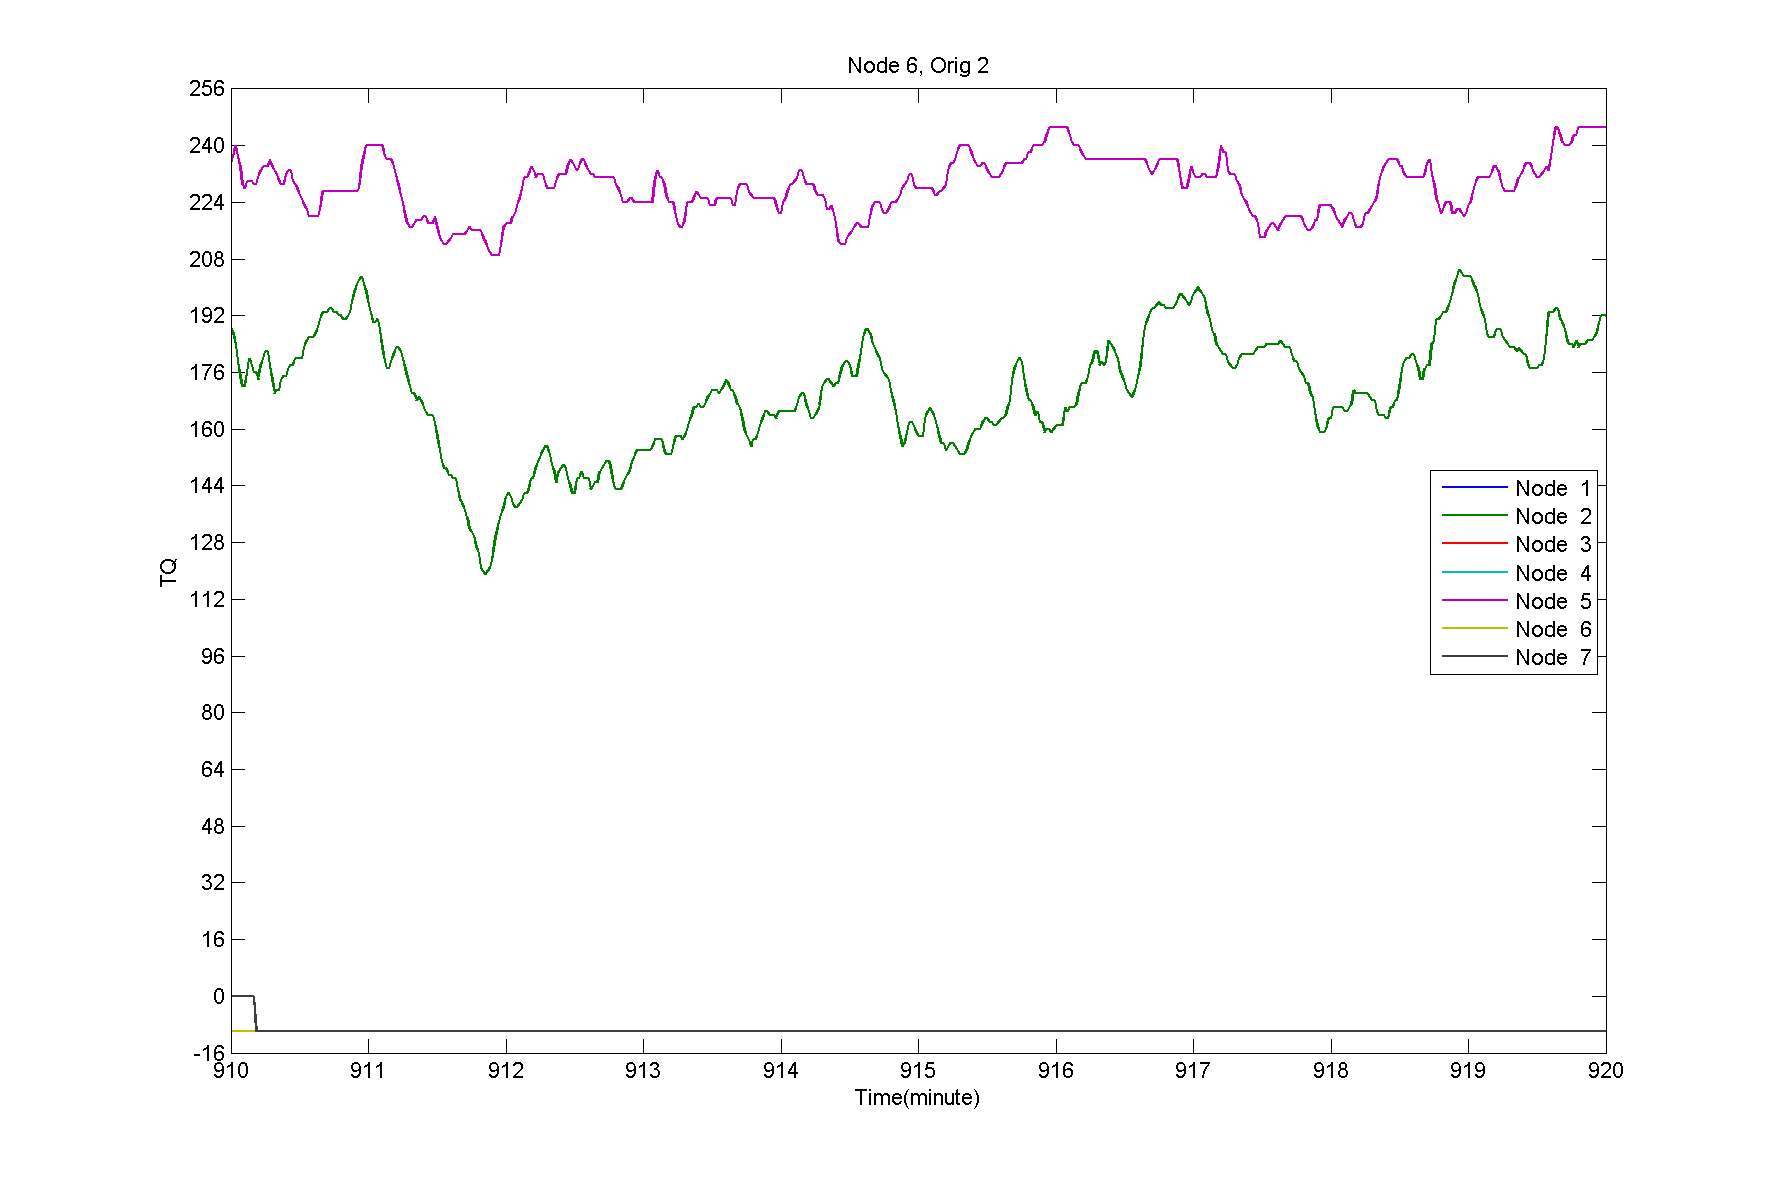 Node 6, Orig 2
256
240
224
208
192
176
160
144
128
112
96
80
64
48
32
16
0
-16
TQ
910 911 912 913 914 915 916 917 918 919 920
Time(minute)
Node 1
Node 2
Node 3
Node 4
Node 5
Node 6
Node 7